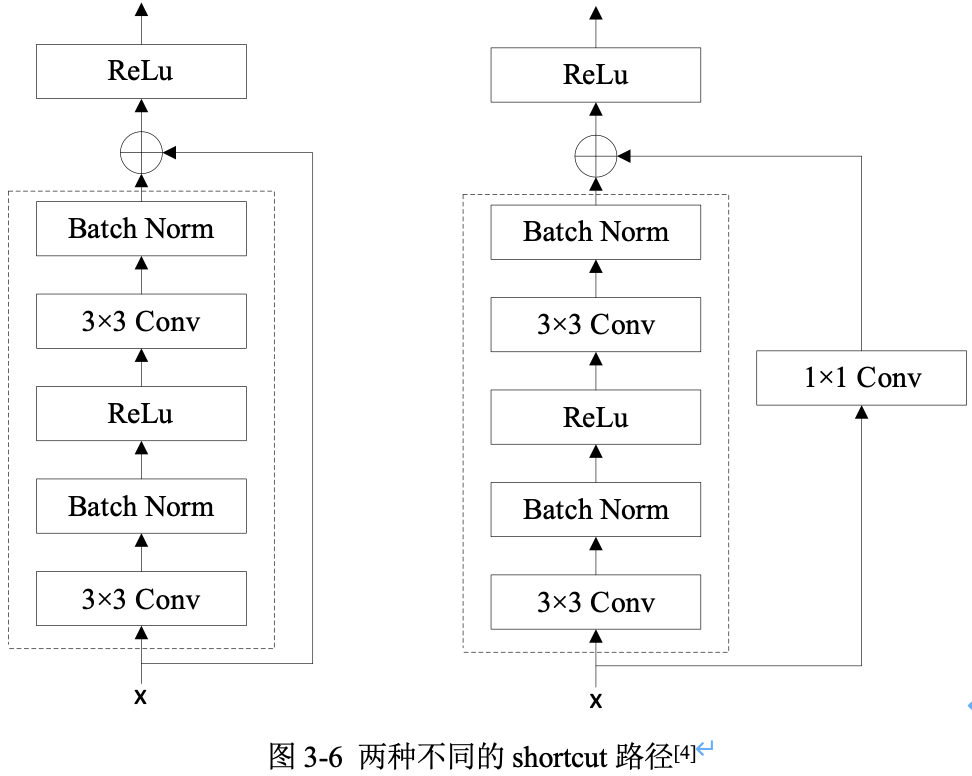 ReLu
Batch Norm
3×3 Conv
ReLu
Batch Norm
3×3 Conv
x
ReLu
Batch Norm
3×3 Conv
ReLu
Batch Norm
3×3 Conv
x
1×1 Conv
图 3-6 两种不同的 shortcut 路径[4]